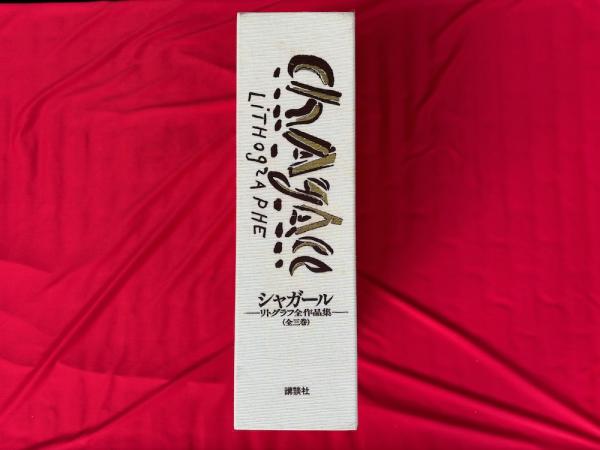 chAgAll
LiTHOgRAPHE
シャガール
リトグラフ全作品集
(全三巻)
講談社